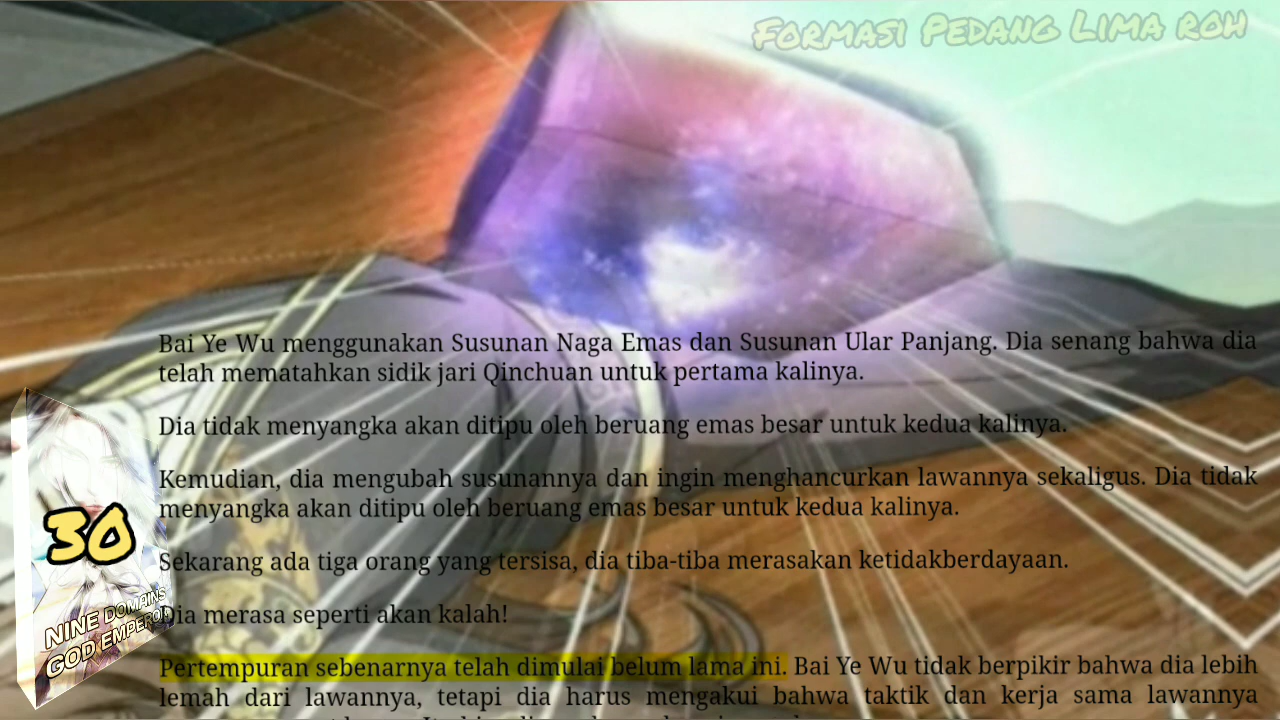 Formasi Pedang Lima roh
Bai Ye Wu menggunakan Susunan Naga Emas dan Susunan Ular Panjang. Dia senang bahwa dia
telah mematahkan sidik jari Qinchuan untuk pertama kalinya.
Dia tidak menyangka akan ditipu oleh beruang emas besar untuk kedua kalinya.
Kemudian, dia mengubah susunannya dan ingin menghancurkan lawannya sekaligus. Dia tidak
menyangka akan ditipu oleh beruang emas besar untuk kedua kalinya.
Sekarang ada tiga orang yang tersisa, dia tiba-tiba merasakan ketidakberdayaan.
Dia merasa seperti akan kalah!
Pertempuran sebenarnya telah dimulai belum lama ini. Bai Ye Wu tidak berpikir bahwa dia lebih
lemah dari lawannya, tetapi dia harus mengakui bahwa taktik dan kerja sama lawannya
30
NINE DOMAINS
GOD EMPEROR